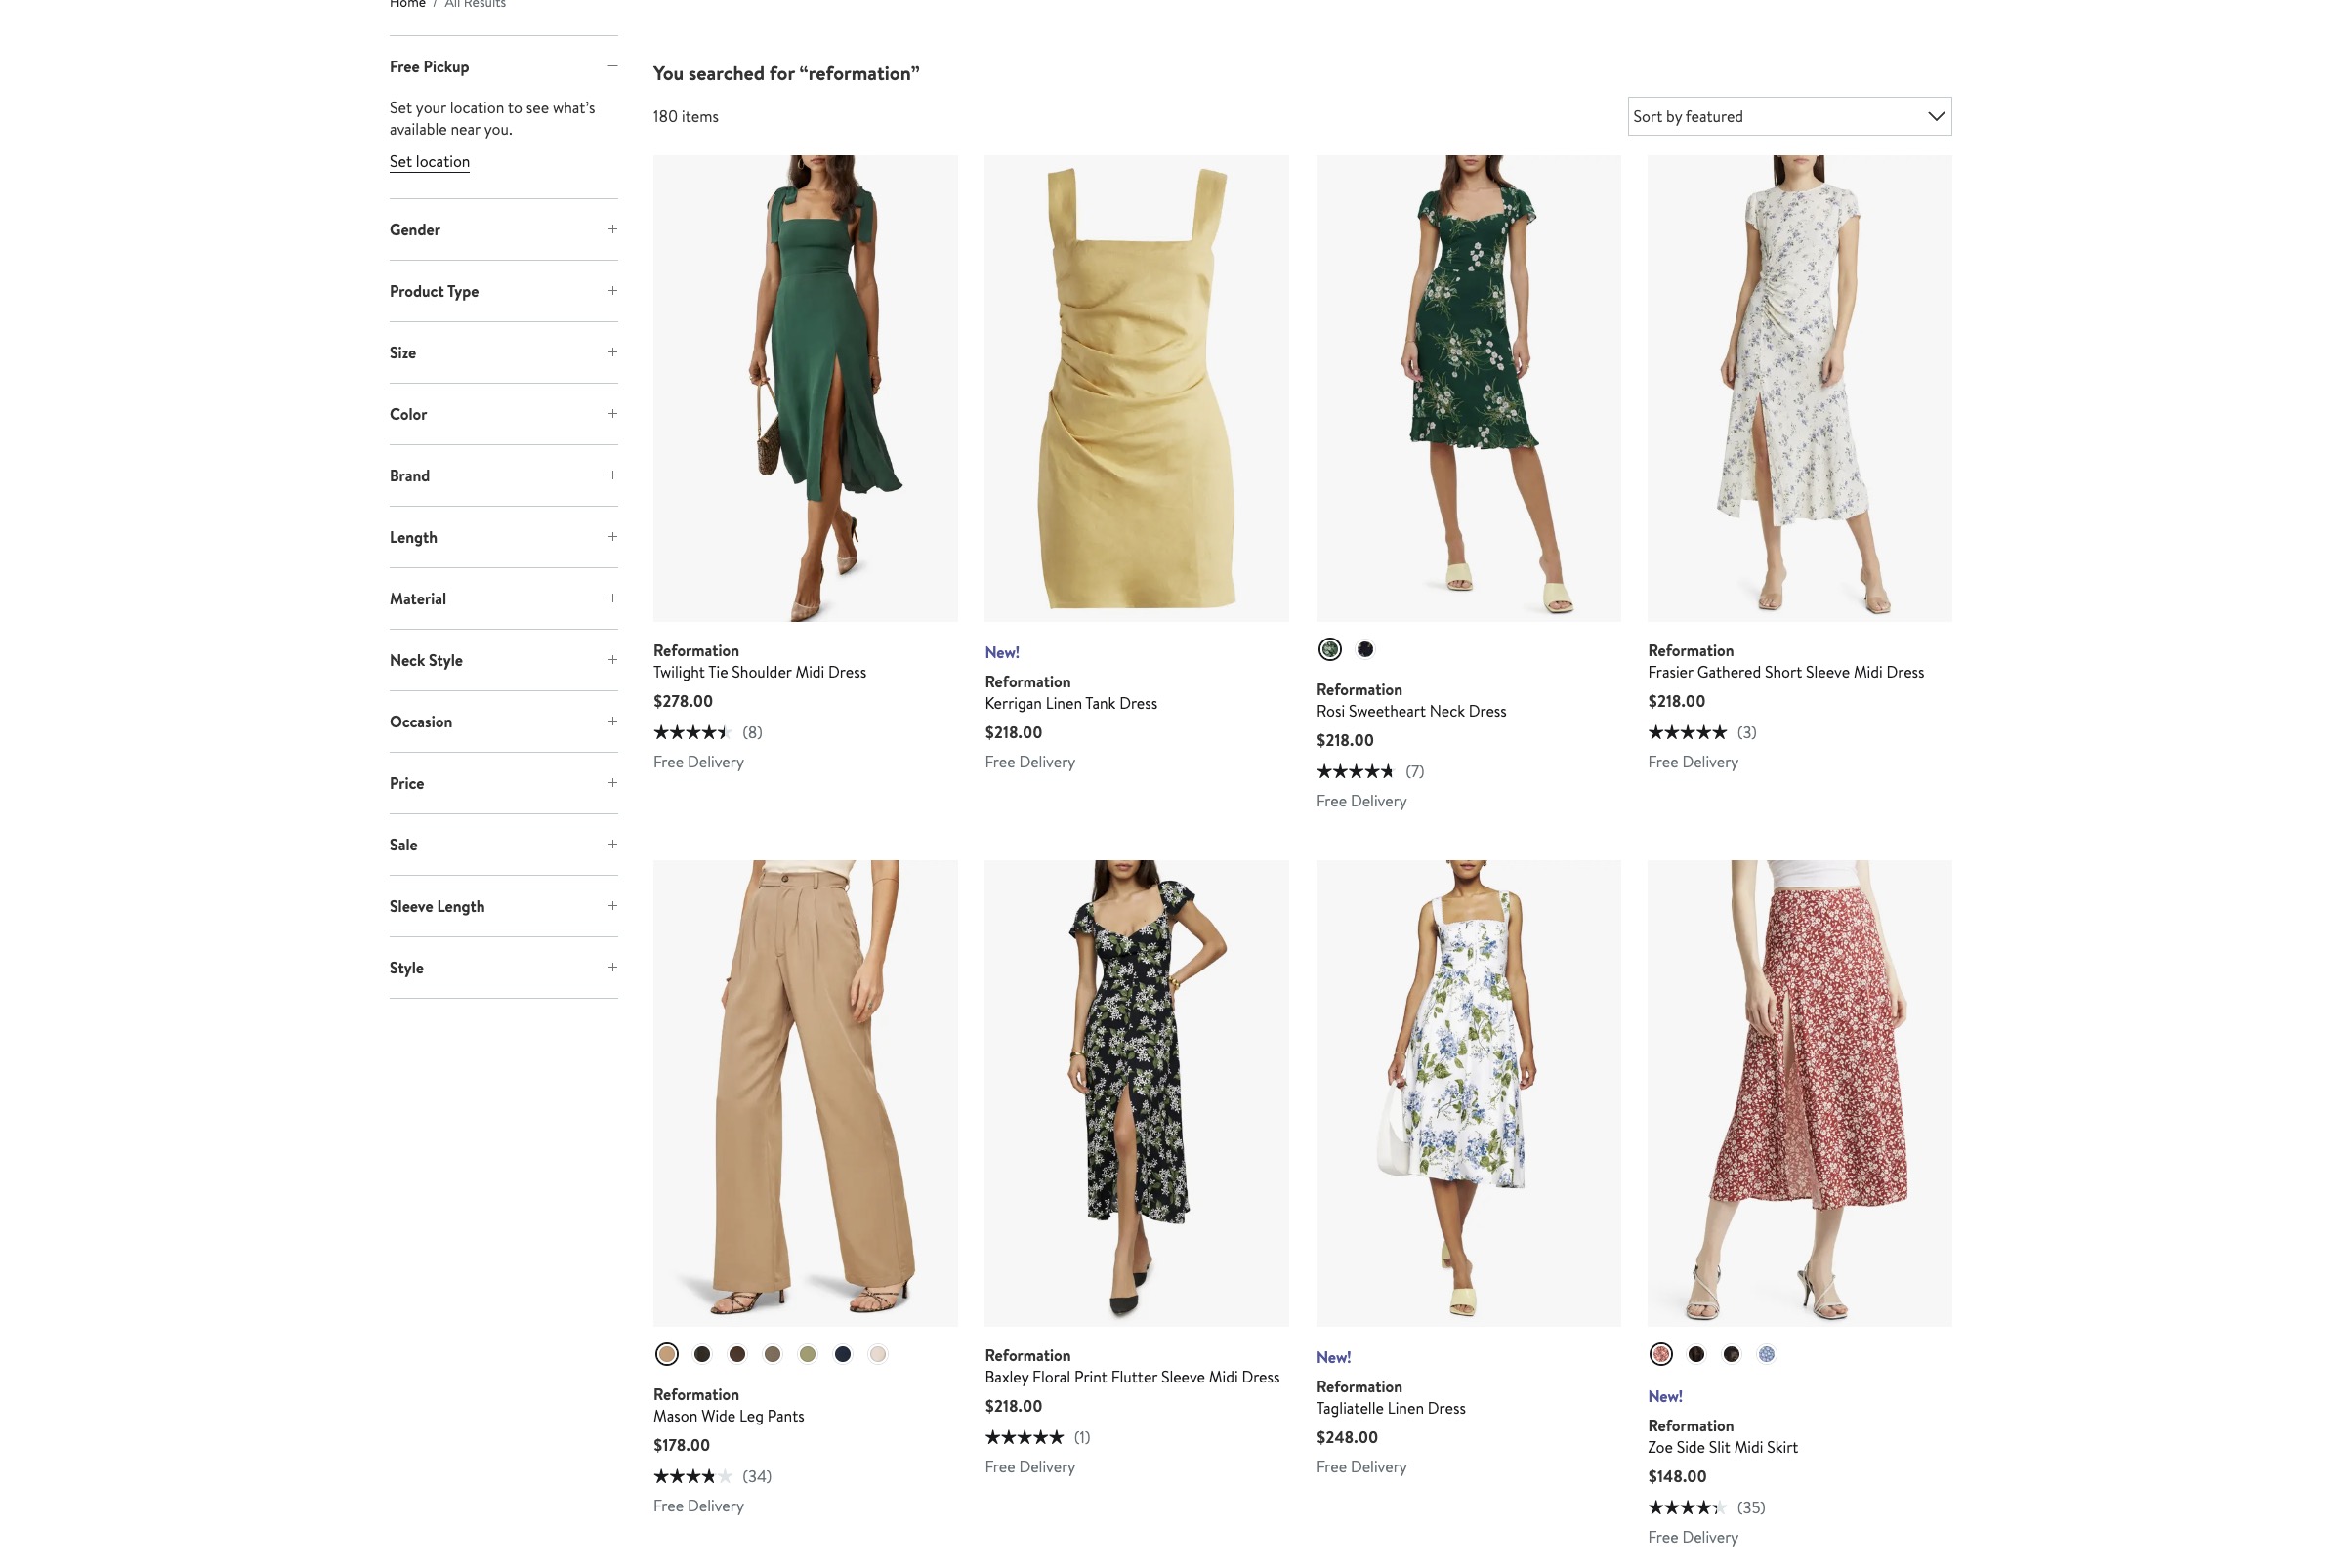 Home / All Results
Free Pickup
Set your location to see what’s
available near you.
Set location
Gender
Product Type
Size
Color
Brand
Length
Material
Neck Style
Occasion
Price
Sale
Sleeve Length
Style
You searched for “reformation”
180 items
Sort by featured
Reformation
Twilight Tie Shoulder Midi Dress
$278.00
(8)
Free Delivery
New!
Reformation
Kerrigan Linen Tank Dress
$218.00
Free Delivery
Reformation
Rosi Sweetheart Neck Dress
$218.00
(7)
Free Delivery
Reformation
Frasier Gathered Short Sleeve Midi Dress
$218.00
(3)
Free Delivery
Reformation
Mason Wide Leg Pants
$178.00
(34)
Free Delivery
Reformation
Baxley Floral Print Flutter Sleeve Midi Dress
$218.00
(1)
Free Delivery
New!
Reformation
Tagliatelle Linen Dress
$248.00
Free Delivery
New!
Reformation
Zoe Side Slit Midi Skirt
$148.00
(35)
Free Delivery